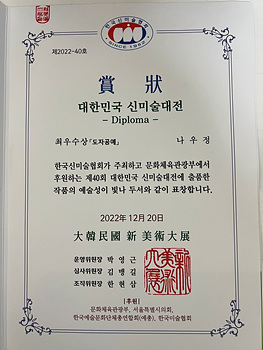 한국신미술협회
SINCE 1982
제2022-40호
賞狀
대한민국 신미술대전
- Diploma -
최우수상「도자공예」 나우정
한국신미술협회가 주최하고 문화체육관광부에서
후원하는 제40회 대한민국 신미술대전에 출품한
작품의 예술성이 빛나 두서와 같이 표창합니다.
2022年 12月 20日
大韓民國 新 美術大展
운영위원장 박영근
심사위원장 김맹길
조직위원장 한현삼
[후원]
문화체육관광부, 서울특별시의회,
한국예술문화단체총연합회(예총), 한국미술협회